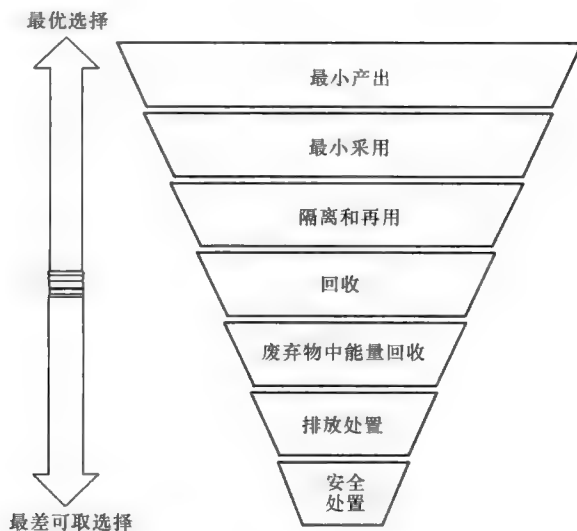 最优选择
最小产出
最小采用
隔离和再用
回收
废弃物中能量回收
排放处置
安全
处置
最差可取选择